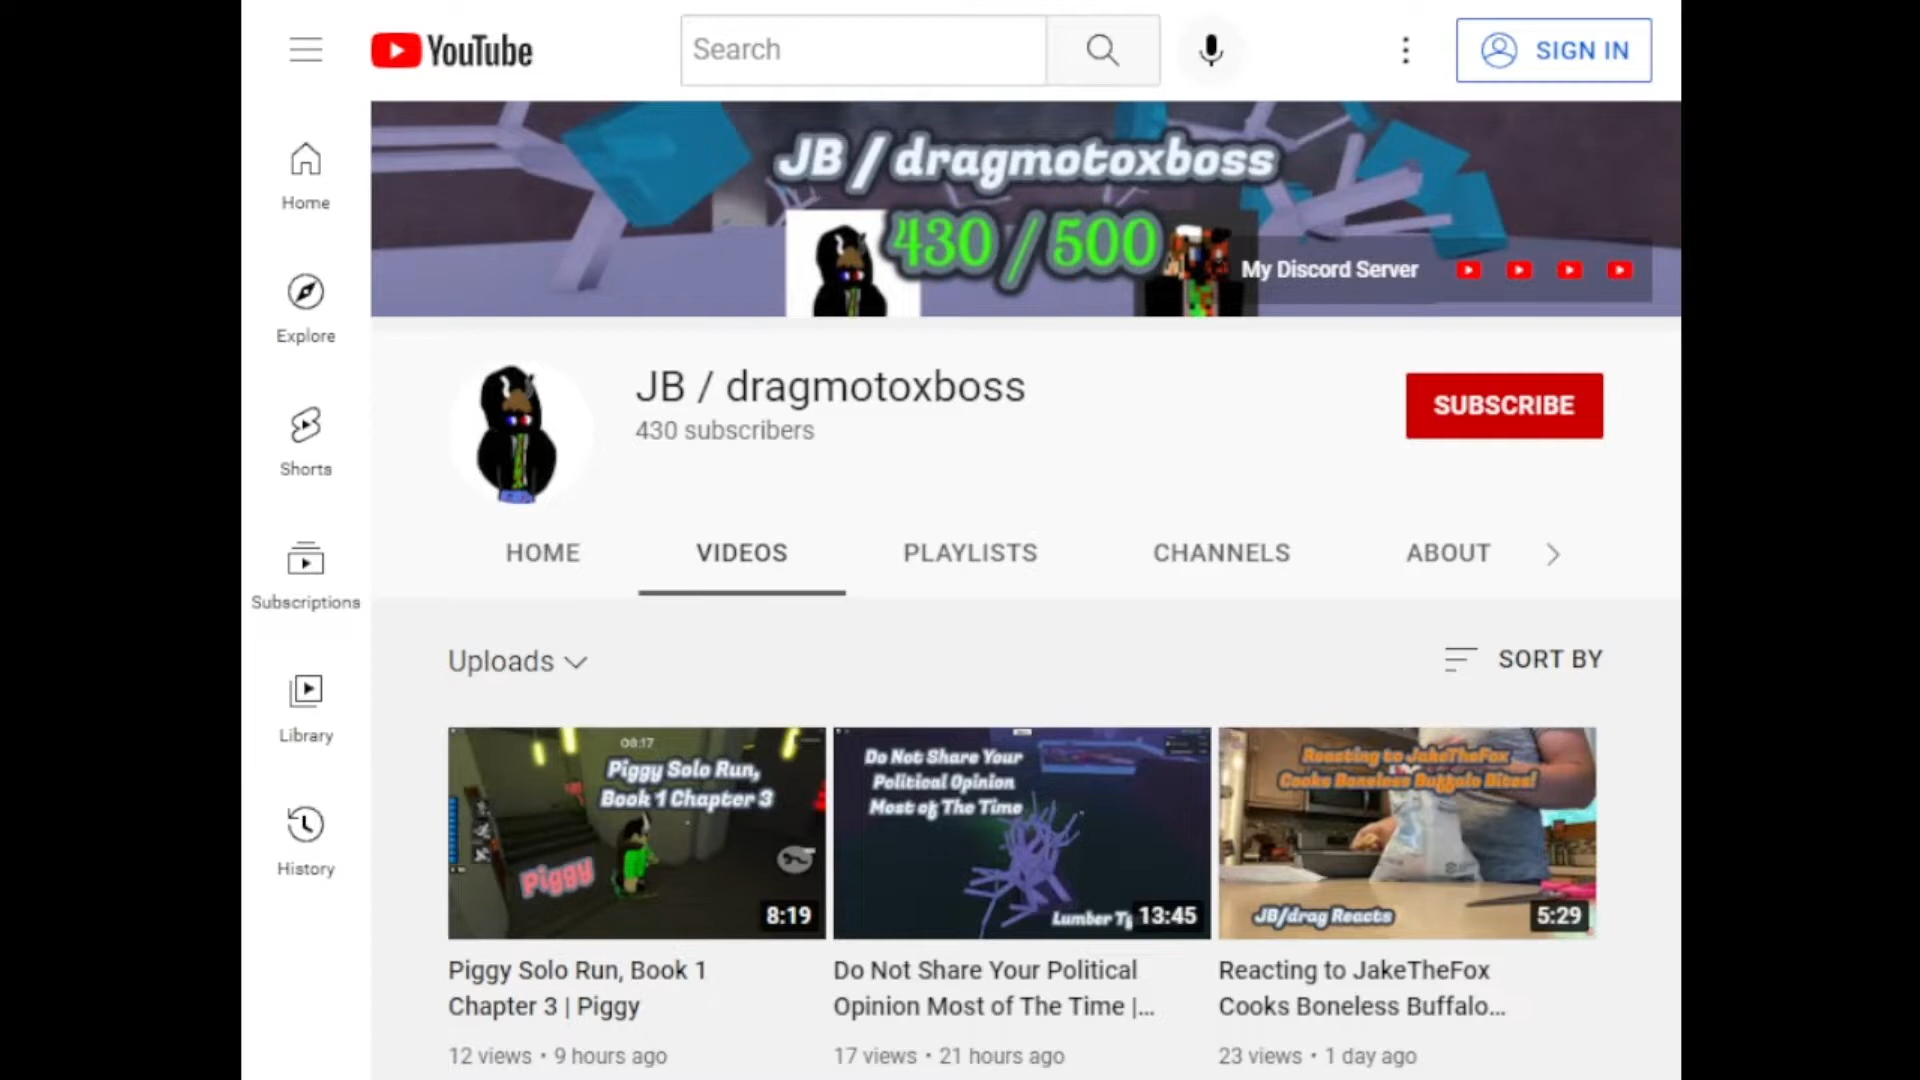 YouTube
Search
SIGN IN
Home
Explore
Shorts
Subscriptions
Library
History
JB / dragmotoxboss
430 / 500
My Discord Server
JB / dragmotoxboss
430 subscribers
SUBSCRIBE
HOME
VIDEOS
PLAYLISTS
CHANNELS
ABOUT
Uploads
SORT BY
08:17
Piggy Solo Run,
Book 1 Chapter 3
Piggy
8:19
Do Not Share Your
Political Opinion
Most of The Time
Lumber Ty
13:45
Reacting to JakeTheFox
Cooks Boneless Buffalo Bites!
JB/drag Reacts
5:29
Piggy Solo Run, Book 1
Chapter 3 | Piggy
12 views • 9 hours ago
Do Not Share Your Political
Opinion Most of The Time |...
17 views • 21 hours ago
Reacting to JakeTheFox
Cooks Boneless Buffalo...
23 views • 1 day ago